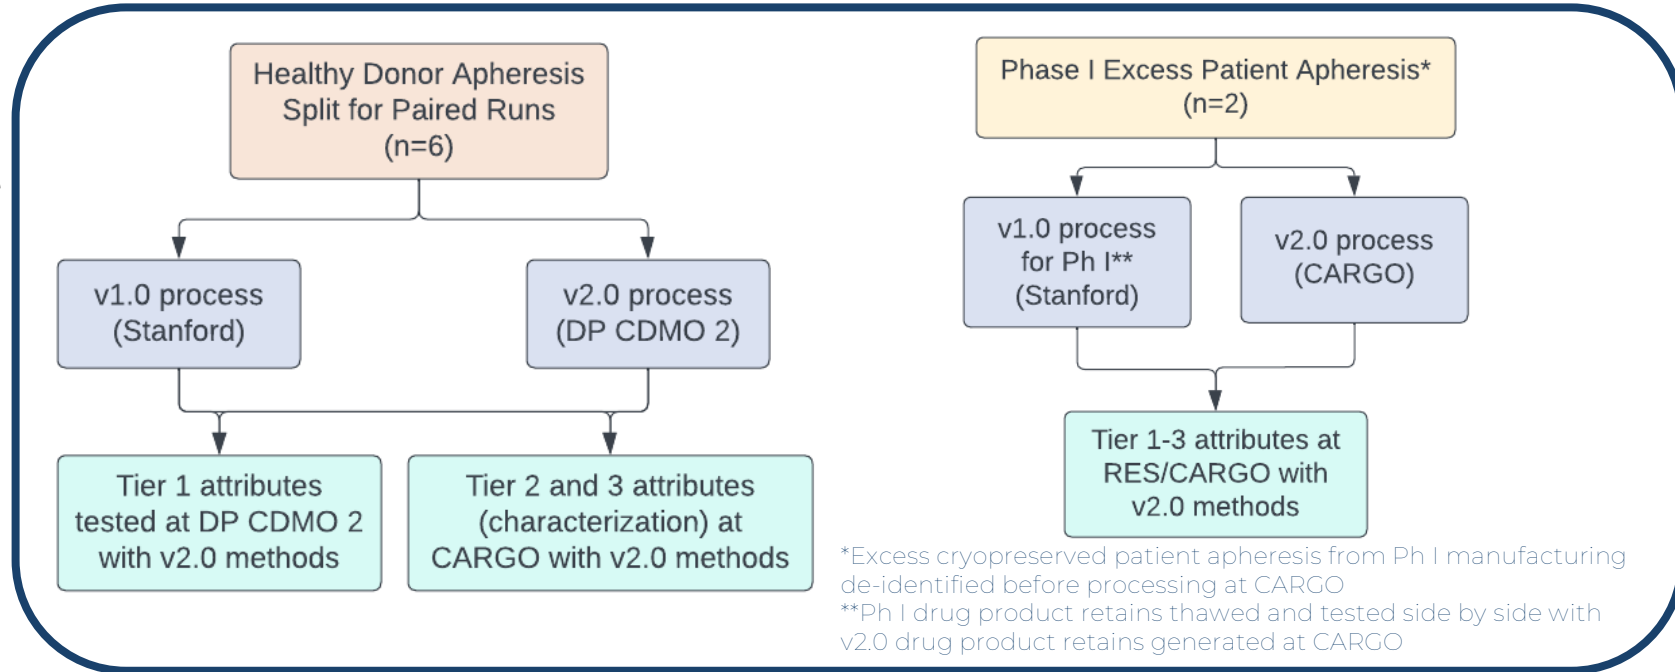 Healthy Donor Apheresis
Split for Paired Runs
(n=6)
v1.0 process
(Stanford)
v2.0 process
(DP CDMO 2)
Tier 1 attributes
tested at DP CDMO 2
with v2.0 methods
Tier 2 and 3 attributes
(characterization) at
CARGO with v2.0 methods
Phase I Excess Patient Apheresis*
(n=2)
v1.0 process
for Ph I**
(Stanford)
v2.0 process
(CARGO)
Tier 1-3 attributes at
RES/CARGO with
v2.0 methods
*Excess cryopreserved patient apheresis from Ph I manufacturing
de-identified before processing at CARGO
**Ph I drug product retains thawed and tested side by side with
v2.0 drug product retains generated at CARGO